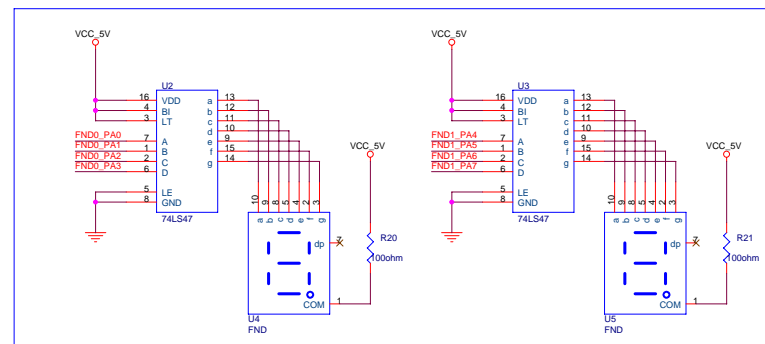 VCC_5V
U2
16 VDD a 13
4 BI b 12
3 LT c 11
d 10
FND0_PA0 7 A e 9
FND0_PA1 1 B f 15
FND0_PA2 2 C g 14
FND0_PA3 6 D
5 LE
8 GND
74LS47
VCC_5V
10 9 8 5 4 2 3
a b c d e f g
dp 7
R20
100ohm
COM 1
U4
FND
VCC_5V
U3
16 VDD a 13
4 BI b 12
3 LT c 11
d 10
FND1_PA4 7 A e 9
FND1_PA5 1 B f 15
FND1_PA6 2 C g 14
FND1_PA7 6 D
5 LE
8 GND
74LS47
VCC_5V
10 9 8 5 4 2 3
a b c d e f g
dp 7
R21
100ohm
COM 1
U5
FND